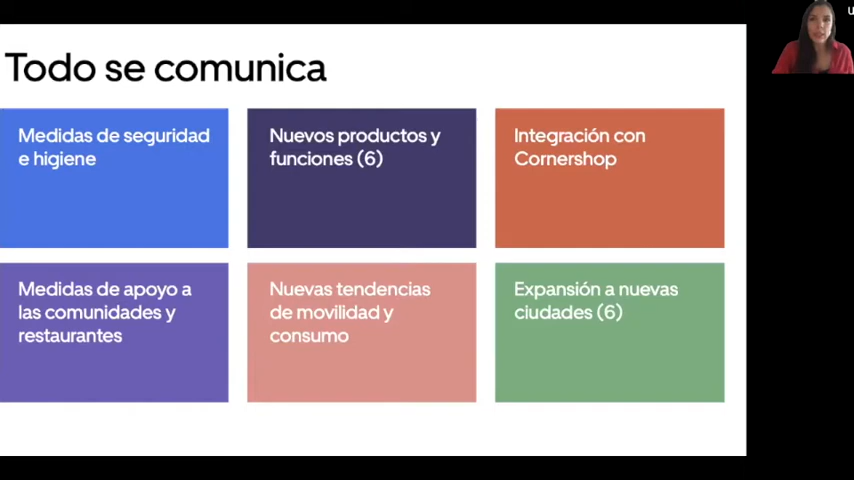 Todo se comunica
Medidas de seguridad
e higiene
Nuevos productos y
funciones (6)
Integración con
Cornershop
Medidas de apoyo a
las comunidades y
restaurantes
Nuevas tendencias
de movilidad y
consumo
Expansión a nuevas
ciudades (6)